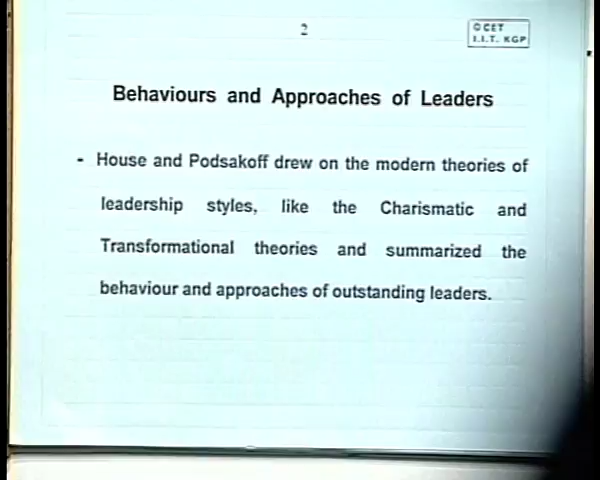 2
© CET
I.I.T. KGP
Behaviours and Approaches of Leaders
- House and Podsakoff drew on the modern theories of
leadership styles, like the Charismatic and
Transformational theories and summarized the
behaviour and approaches of outstanding leaders.